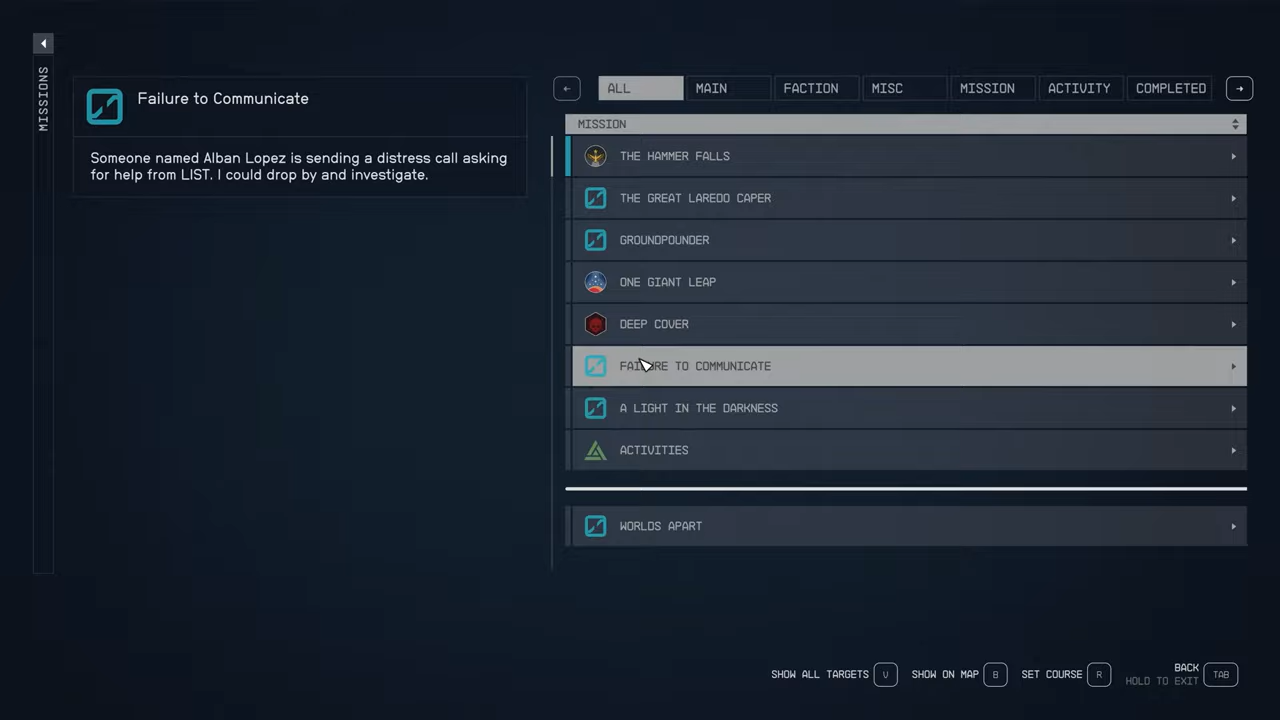 MISSIONS
Failure to Communicate
Someone named Alban Lopez is sending a distress call asking
for help from LIST. I could drop by and investigate.
ALL MAIN FACTION MISC MISSION ACTIVITY COMPLETED
MISSION
THE HAMMER FALLS
THE GREAT LAREDO CAPER
GROUNDPOUNDER
ONE GIANT LEAP
DEEP COVER
FAILURE TO COMMUNICATE
A LIGHT IN THE DARKNESS
ACTIVITIES
WORLDS APART
SHOW ALL TARGETS V SHOW ON MAP B SET COURSE R BACK TAB
HOLD TO EXIT